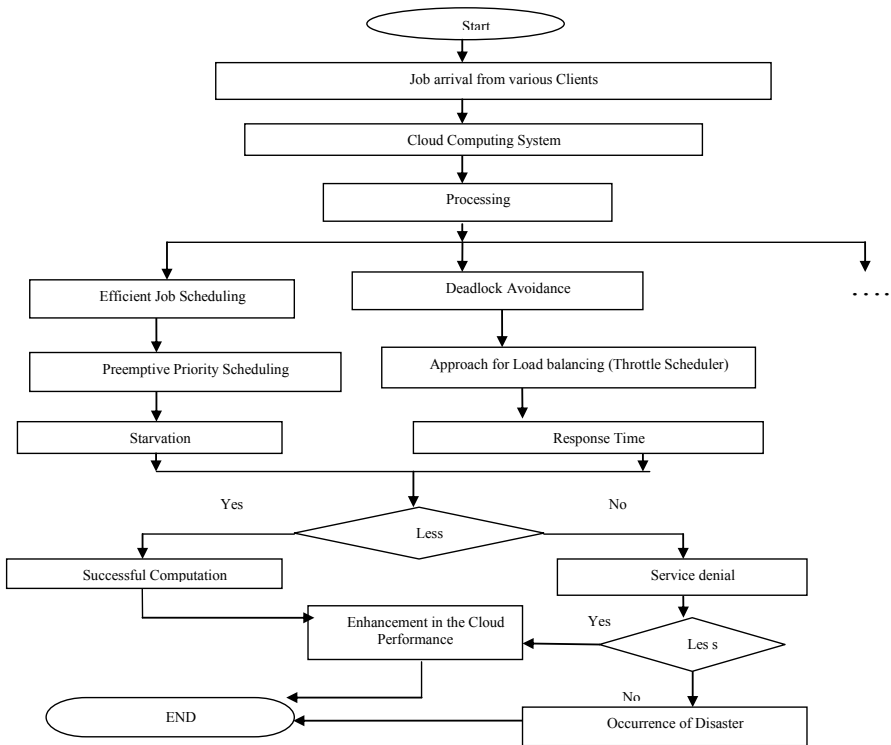 Start
Job arrival from various Clients
Cloud Computing System
Processing
Efficient Job Scheduling
Deadlock Avoidance
. . . .
Preemptive Priority Scheduling
Approach for Load balancing (Throttle Scheduler)
Starvation
Response Time
Yes
No
Less
Successful Computation
Service denial
Enhancement in the Cloud
Performance
Yes
Les s
No
END
Occurrence of Disaster